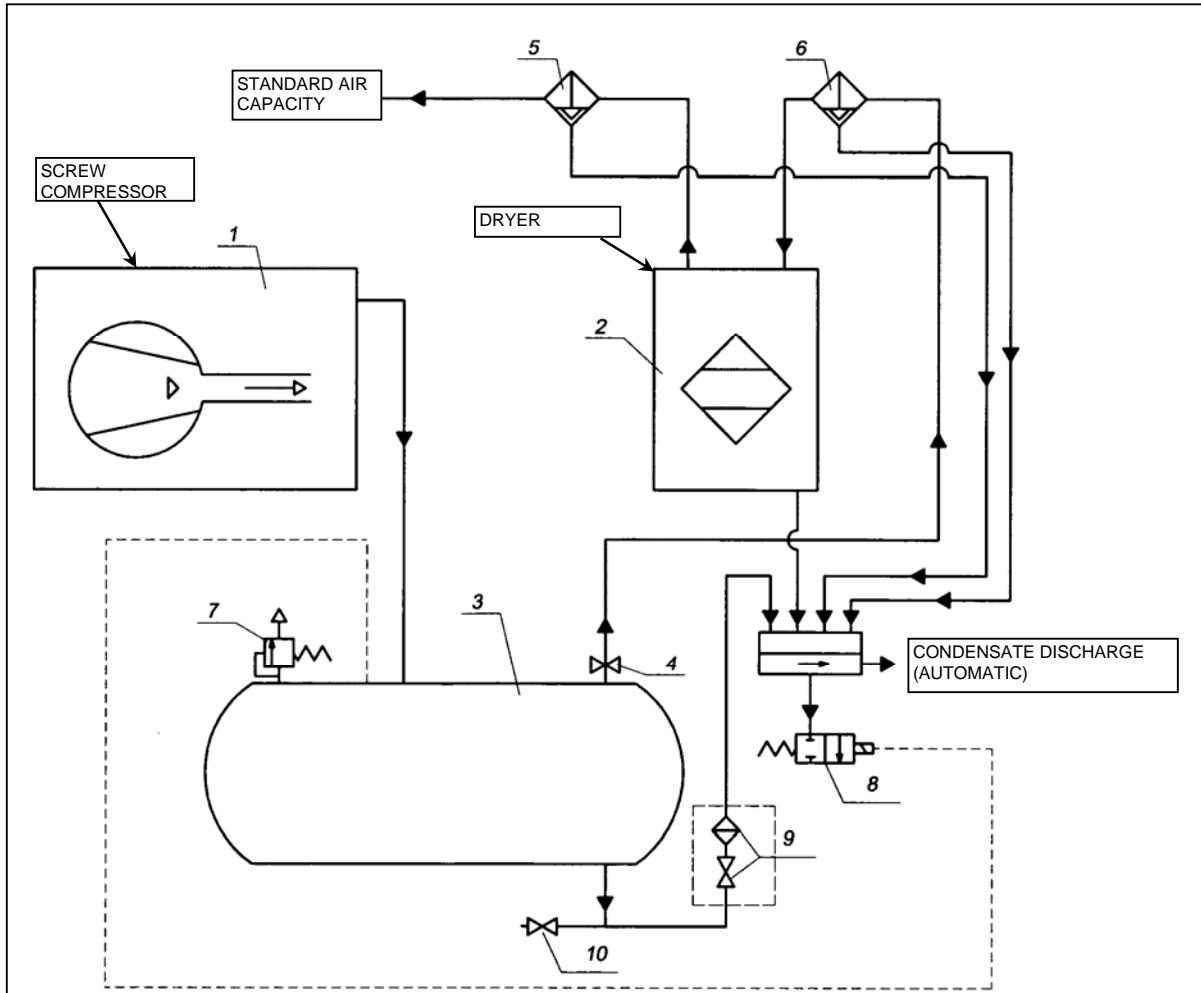 5
6
STANDARD AIR
CAPACITY
SCREW
COMPRESSOR
1
DRYER
2
3
7
4
CONDENSATE DISCHARGE
(AUTOMATIC)
8
9
10